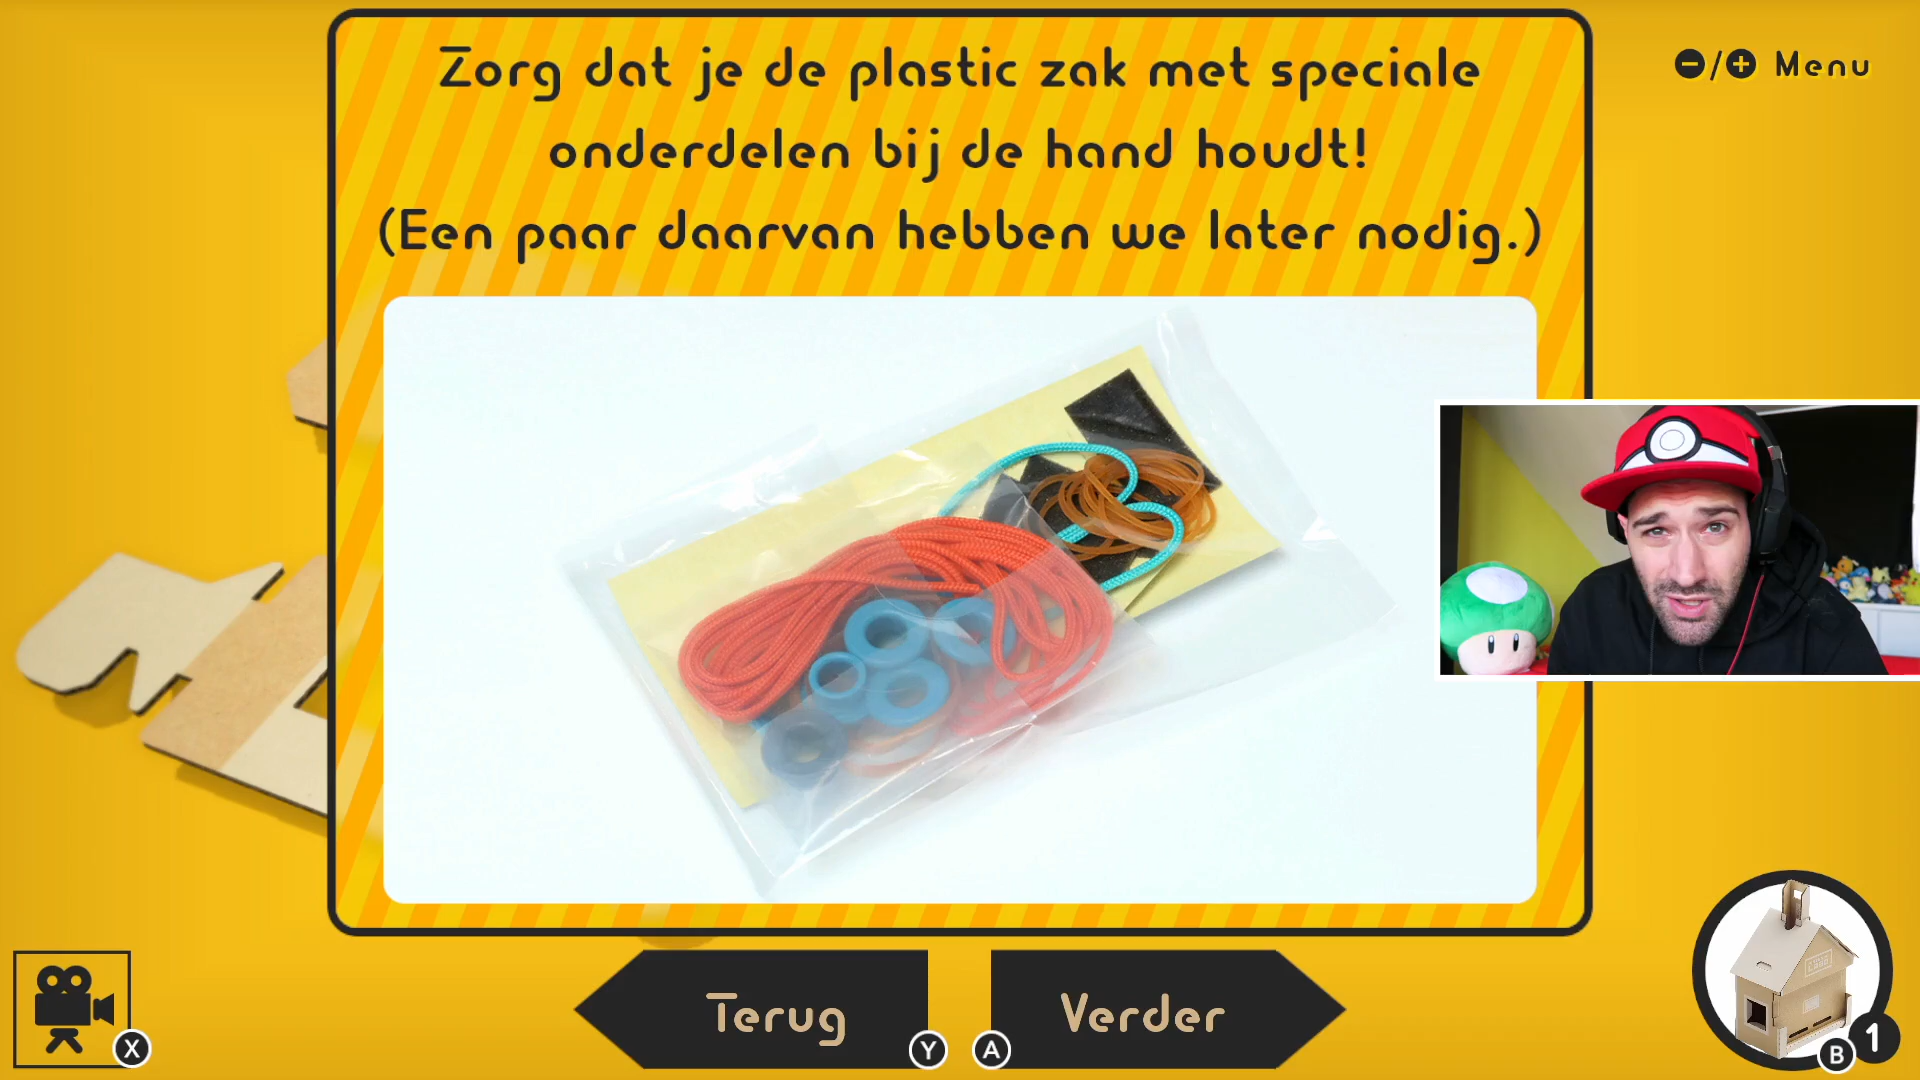 Zorg dat je de plastic zak met speciale
onderdelen bij de hand houdt!
(Een paar daarvan hebben we later nodig.)
−/+ Menu
Terug
Y
A
Verder
X
B
1